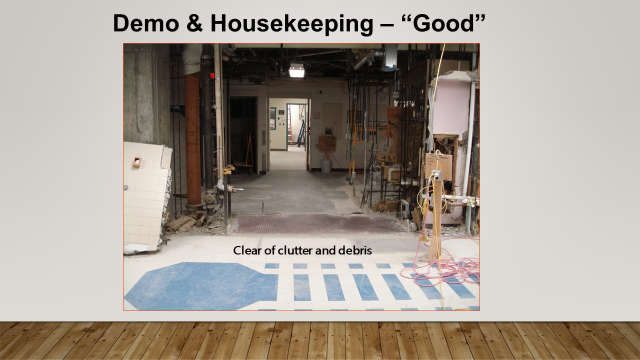 Demo & Housekeeping – “Good”
Clear of clutter and debris